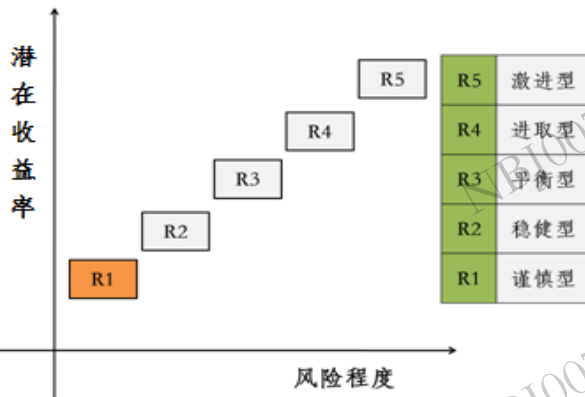 潜在收益率
R5
R4
R3
R2
R1
风险程度
R5 激进型
R4 进取型
R3 平衡型
R2 稳健型
R1 谨慎型
NBJ007